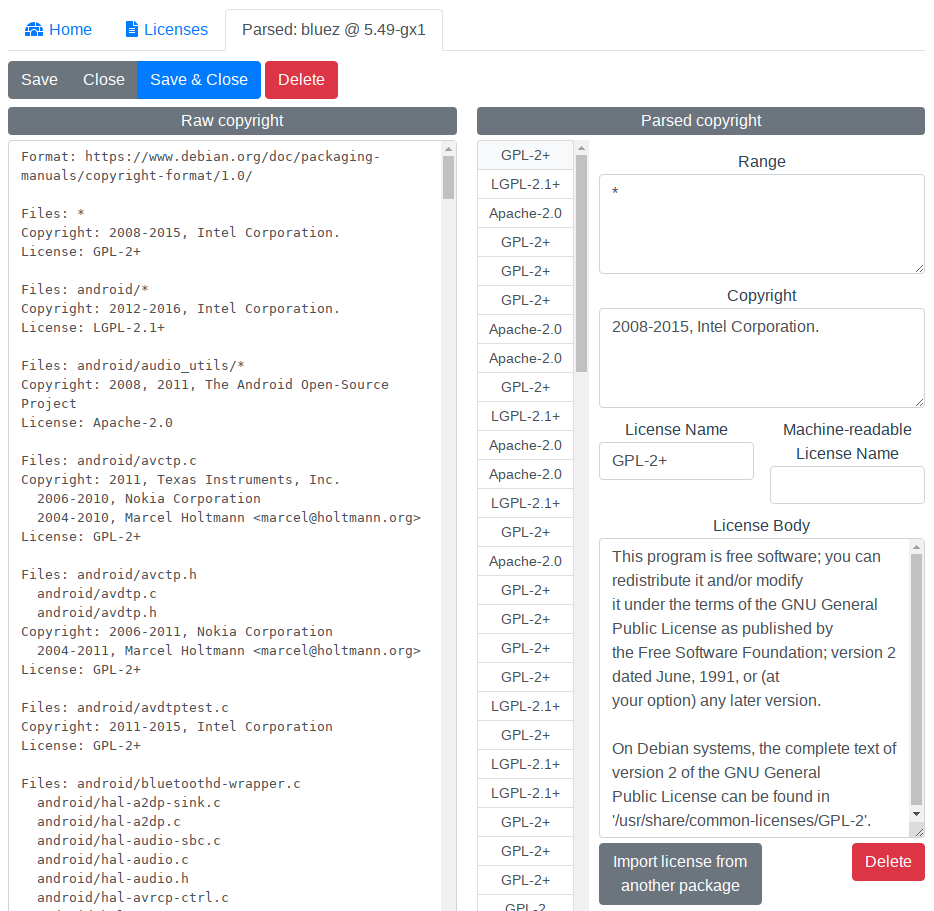 Home
Licenses
Parsed: bluez @ 5.49-gx1
Save
Close
Save & Close
Delete
Raw copyright
Format: https://www.debian.org/doc/packaging-
manuals/copyright-format/1.0/
Files: *
Copyright: 2008-2015, Intel Corporation.
License: GPL-2+
Files: android/*
Copyright: 2012-2016, Intel Corporation.
License: LGPL-2.1+
Files: android/audio_utils/*
Copyright: 2008, 2011, The Android Open-Source
Project
License: Apache-2.0
Files: android/avctp.c
Copyright: 2011, Texas Instruments, Inc.
2006-2010, Nokia Corporation
2004-2010, Marcel Holtmann <marcel@holtmann.org>
License: GPL-2+
Files: android/avctp.h
android/avdtp.c
android/avdtp.h
Copyright: 2006-2011, Nokia Corporation
2004-2011, Marcel Holtmann <marcel@holtmann.org>
License: GPL-2+
Files: android/avdtptest.c
Copyright: 2011-2015, Intel Corporation
License: GPL-2+
Files: android/bluetoothd-wrapper.c
android/hal-a2dp-sink.c
android/hal-a2dp.c
android/hal-audio-sbc.c
android/hal-audio.c
android/hal-audio.h
android/hal-avrcp-ctrl.c
Parsed copyright
GPL-2+
LGPL-2.1+
Apache-2.0
GPL-2+
GPL-2+
GPL-2+
Apache-2.0
Apache-2.0
GPL-2+
LGPL-2.1+
Apache-2.0
Apache-2.0
LGPL-2.1+
GPL-2+
Apache-2.0
GPL-2+
GPL-2+
GPL-2+
GPL-2+
LGPL-2.1+
GPL-2+
LGPL-2.1+
LGPL-2.1+
GPL-2+
GPL-2+
GPL-2+
GPL-2
Range
*
Copyright
2008-2015, Intel Corporation.
License Name
GPL-2+
Machine-readable
License Name
License Body
This program is free software; you can
redistribute it and/or modify
it under the terms of the GNU General
Public License as published by
the Free Software Foundation; version 2
dated June, 1991, or (at
your option) any later version.
On Debian systems, the complete text of
version 2 of the GNU General
Public License can be found in
'/usr/share/common-licenses/GPL-2'.
Import license from
another package
Delete